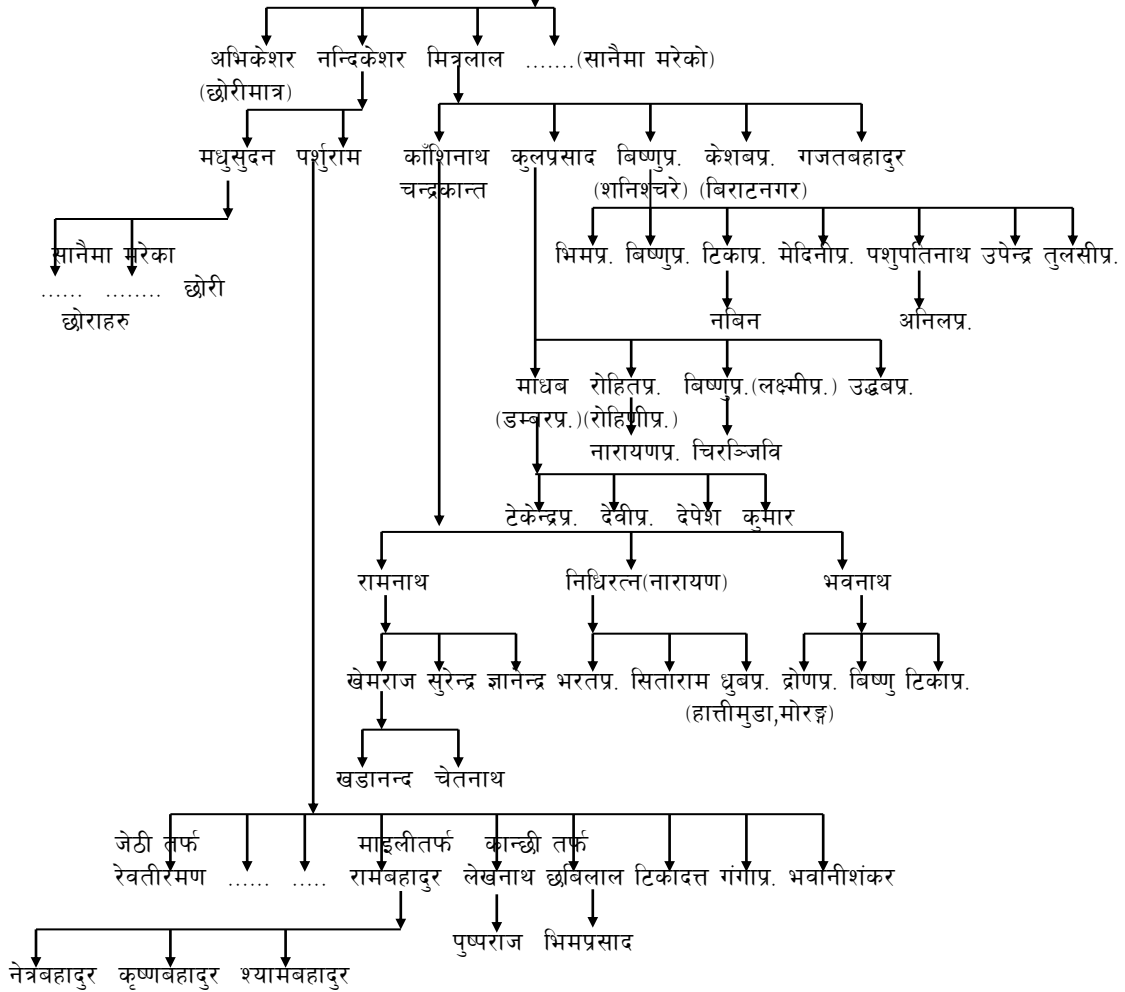 अभिकेशर नन्दिकेशर मित्रलाल .......(सानैमा मरेको)
(छोरीमात्र)
मधुसुदन पर्शुराम काँशिनाथ कुलप्रसाद बिष्णुप्र. केशबप्र. गजतबहादुर
चन्द्रकान्त (शनिश्चरे) (बिराटनगर)
सानैमा मरेका भिमप्र. बिष्णुप्र. टिकाप्र. मेदिनीप्र. पशुपतिनाथ उपेन्द्र तुलसीप्र.
...... ........ छोरी
छोराहरु नबिन अनिलप्र.
माधब रोहितप्र. बिष्णुप्र.(लक्ष्मीप्र.) उद्धबप्र.
(डम्बरप्र.)(रोहिणीप्र.)
नारायणप्र. चिरञ्जिवि
टेकेन्द्रप्र. देवीप्र. देपेश कुमार
रामनाथ निधिरत्न(नारायण) भवनाथ
खेमराज सुरेन्द्र ज्ञानेन्द्र भरतप्र. सिताराम ध्रुबप्र. द्रोणप्र. बिष्णु टिकाप्र.
(हात्तीमुडा,मोरङ्ग)
खडानन्द चेतनाथ
जेठी तर्फ माइलीतर्फ कान्छी तर्फ
रेवतीरमण ...... ..... रामबहादुर लेखनाथ छबिलाल टिकादत्त गंगाप्र. भवानीशंकर
पुष्पराज भिमप्रसाद
नेत्रबहादुर कृष्णबहादुर श्यामबहादुर